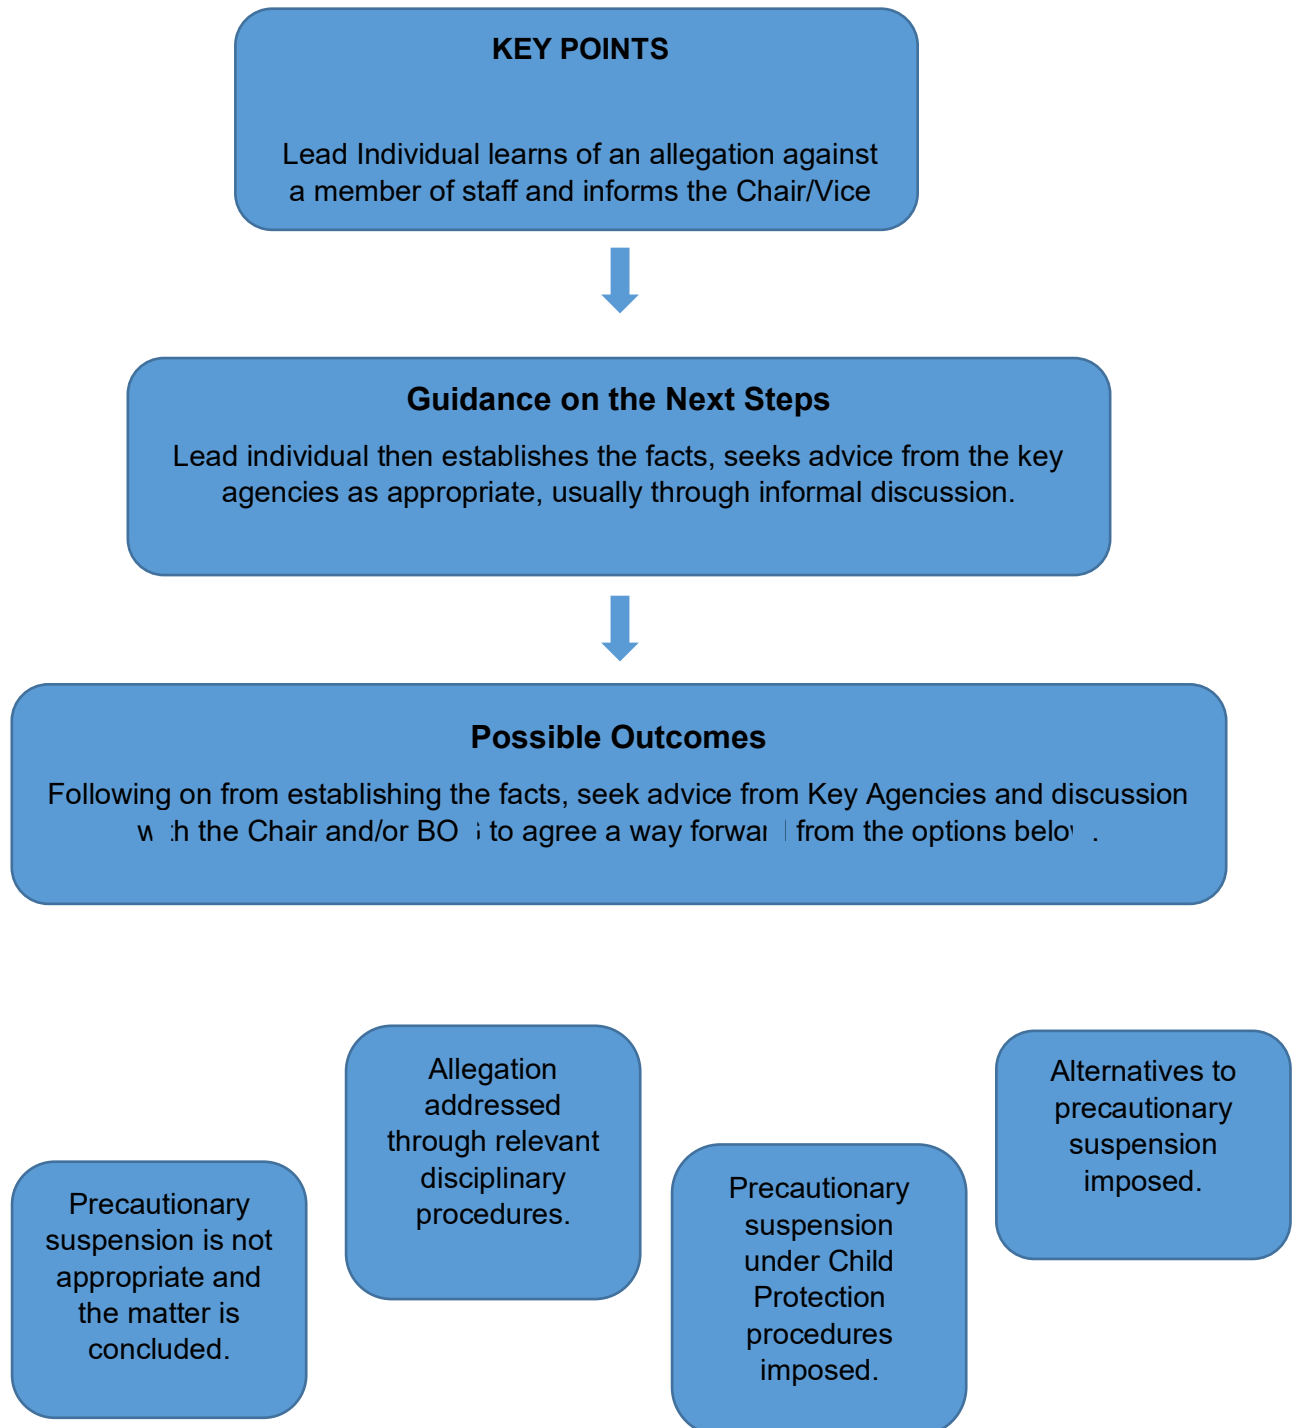 KEY POINTS
Lead Individual learns of an allegation against
a member of staff and informs the Chair/Vice
Guidance on the Next Steps
Lead individual then establishes the facts, seeks advice from the key
agencies as appropriate, usually through informal discussion.
Possible Outcomes
Following on from establishing the facts, seek advice from Key Agencies and discussion
the Chair and/or to agree a way from the options
Precautionary
suspension is not
appropriate and
the matter is
concluded.
Allegation
addressed
through relevant
disciplinary
procedures.
Precautionary
suspension
under Child
Protection
procedures
imposed.
Alternatives to
precautionary
suspension
imposed.